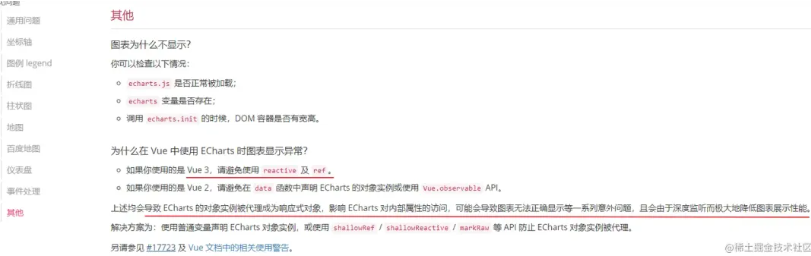 通用问题
坐标轴
图例 legend
折线图
柱状图
地图
百度地图
仪表盘
事件处理
其他
其他
图表为什么不显示？
你可以检查以下情况：
echarts.js 是否正常被加载；
echarts 变量是否存在；
调用 echarts.init 的时候，DOM 容器是否有宽高。
为什么在 Vue 中使用 ECharts 时图表显示异常？
如果你使用的是 Vue 3，请避免使用 reactive 及 ref。
如果你使用的是 Vue 2，请避免在 data 函数中声明 ECharts 的对象实例或使用 Vue.observable API。
上述均会导致 ECharts 的对象实例被代理成为响应式对象，影响 ECharts 对内部属性的访问，可能会导致图表无法正确显示等一系列意外问题，且会由于深度监听而极大地降低图表展示性能。
解决方案为：使用普通变量声明 ECharts 对象实例，或使用 shallowRef / shallowReactive / markRaw 等 API 防止 ECharts 对象实例被代理。
另请参见 #17723 及 Vue 文档中的相关使用警告。
@稀土掘金技术社区